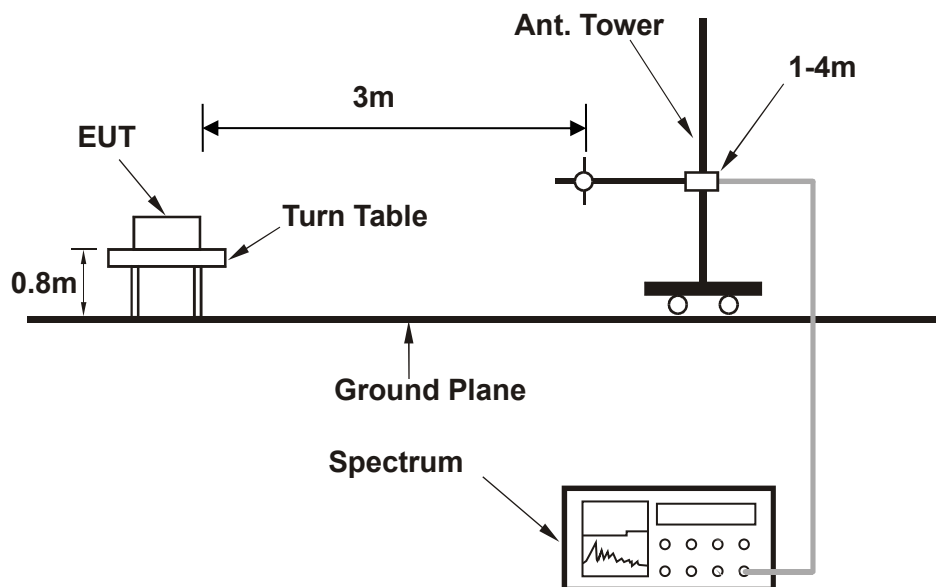 Ant. Tower
1-4m
3m
EUT
Turn Table
0.8m
Ground Plane
Spectrum